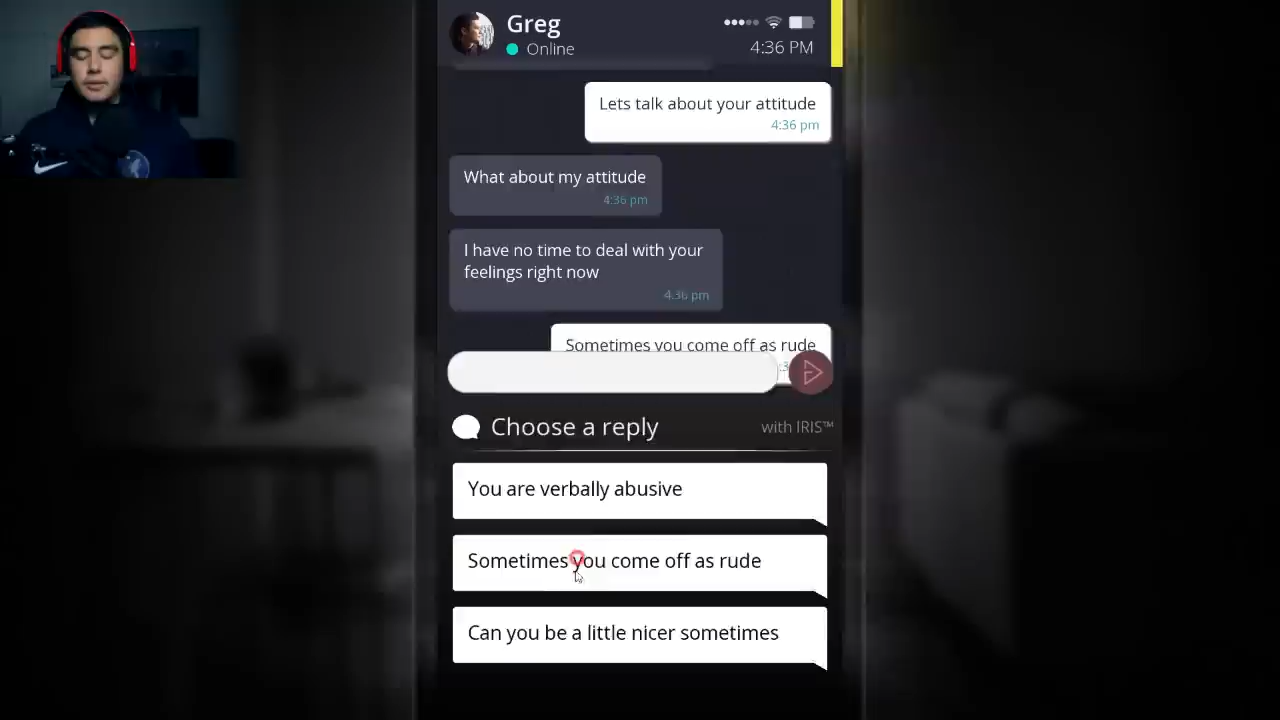 Greg
Online
4:36 PM
Lets talk about your attitude
4:36 pm
What about my attitude
4:36 pm
I have no time to deal with your
feelings right now
4:36 pm
Sometimes you come off as rude
Choose a reply
with IRIS™
You are verbally abusive
Sometimes you come off as rude
Can you be a little nicer sometimes